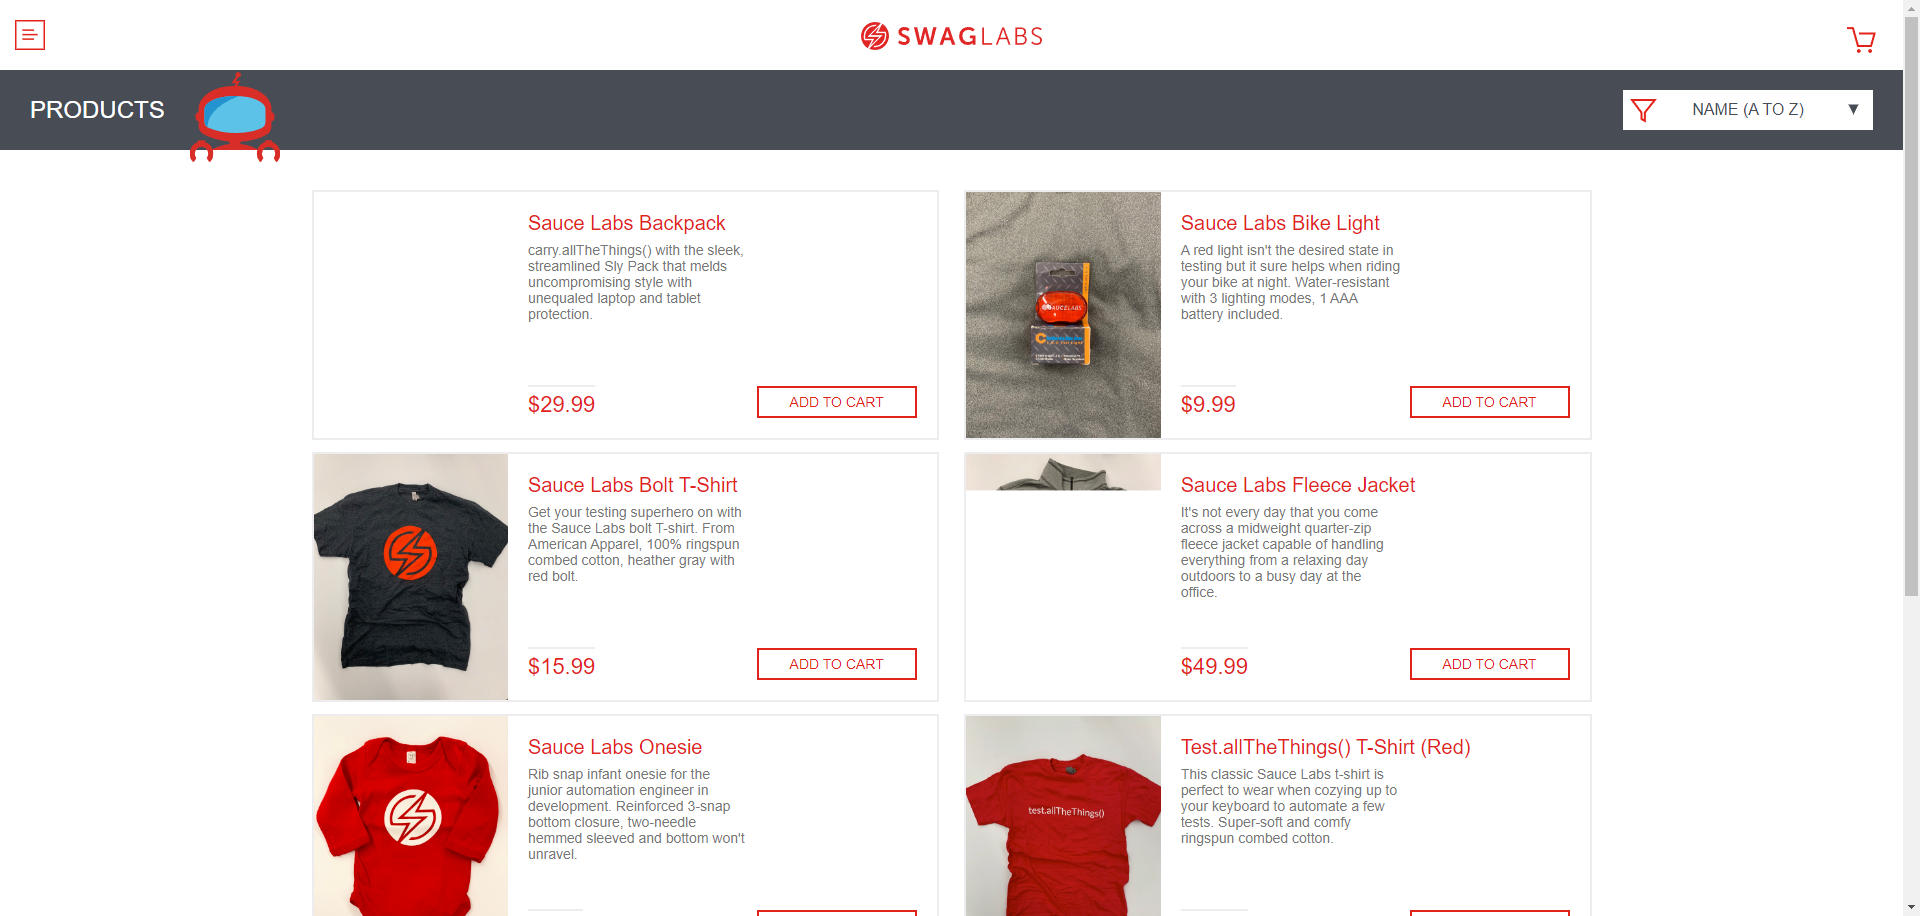 SWAGLABS
PRODUCTS
NAME (A TO Z)
Sauce Labs Backpack
carry.allTheThings() with the sleek,
streamlined Sly Pack that melds
uncompromising style with
unequaled laptop and tablet
protection.
$29.99
ADD TO CART
SAUCELABS
Sauce Labs Bike Light
A red light isn't the desired state in
testing but it sure helps when riding
your bike at night. Water-resistant
with 3 lighting modes, 1 AAA
battery included.
$9.99
ADD TO CART
Sauce Labs Bolt T-Shirt
Get your testing superhero on with
the Sauce Labs bolt T-shirt. From
American Apparel, 100% ringspun
combed cotton, heather gray with
red bolt.
$15.99
ADD TO CART
Sauce Labs Fleece Jacket
It's not every day that you come
across a midweight quarter-zip
fleece jacket capable of handling
everything from a relaxing day
outdoors to a busy day at the
office.
$49.99
ADD TO CART
Sauce Labs Onesie
Rib snap infant onesie for the
junior automation engineer in
development. Reinforced 3-snap
bottom closure, two-needle
hemmed sleeved and bottom won't
unravel.
test.allTheThings()
Test.allTheThings() T-Shirt (Red)
This classic Sauce Labs t-shirt is
perfect to wear when cozying up to
your keyboard to automate a few
tests. Super-soft and comfy
ringspun combed cotton.